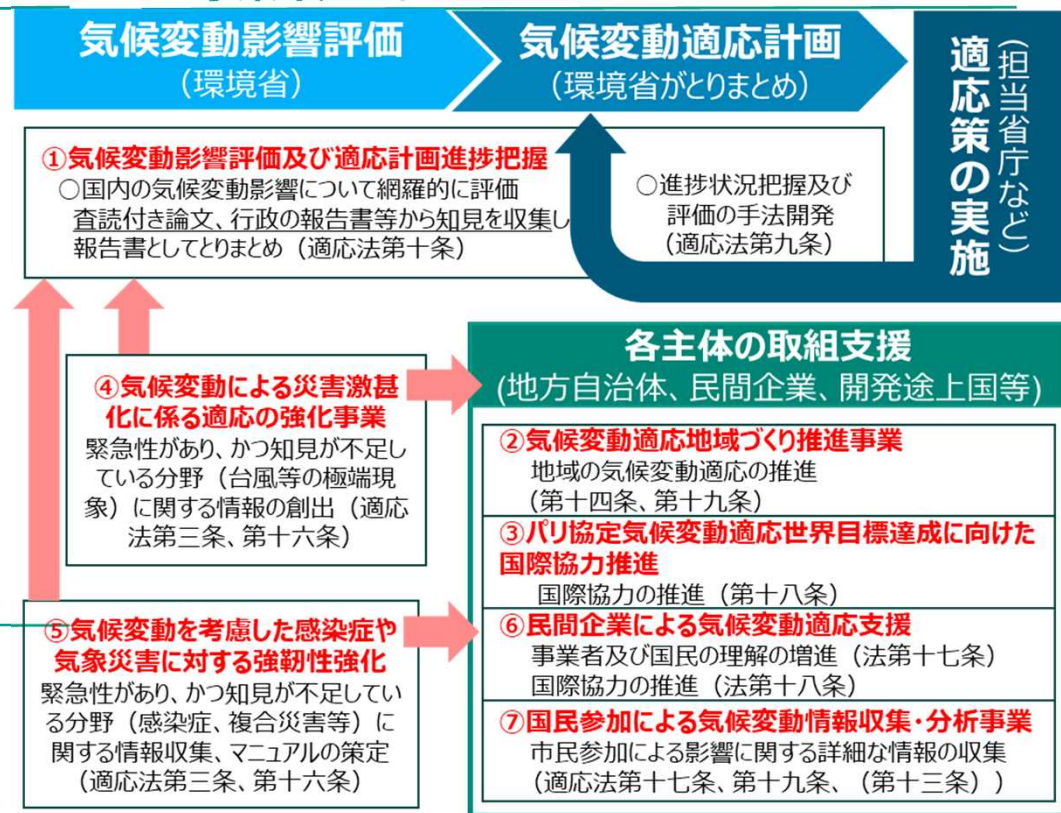 気候変動影響評価
(環境省)
気候変動適応計画
(環境省がとりまとめ)
適応策の実施
(担当省庁など)
①気候変動影響評価及び適応計画進捗把握
○国内の気候変動影響について網羅的に評価
査読付き論文、行政の報告書等から知見を収集し
報告書としてとりまとめ（適応法第十条）
○進捗状況把握及び
評価の手法開発
（適応法第九条）
④気候変動による災害激甚
化に係る適応の強化事業
緊急性があり、かつ知見が不足し
ている分野（台風等の極端現
象）に関する情報の創出（適応
法第三条、第十六条）
⑤気候変動を考慮した感染症や
気象災害に対する強靭性強化
緊急性があり、かつ知見が不足してい
る分野（感染症、複合災害等）に
関する情報収集、マニュアルの策定
（適応法第三条、第十六条）
各主体の取組支援
(地方自治体、民間企業、開発途上国等)
②気候変動適応地域づくり推進事業
地域の気候変動適応の推進
（第十四条、第十九条）
③パリ協定気候変動適応世界目標達成に向けた
国際協力推進
国際協力の推進（第十八条）
⑥民間企業による気候変動適応支援
事業者及び国民の理解の増進（法第十七条）
国際協力の推進（法第十八条）
⑦国民参加による気候変動情報収集・分析事業
市民参加による影響に関する詳細な情報の収集
（適応法第十七条、第十九条、（第十三条））